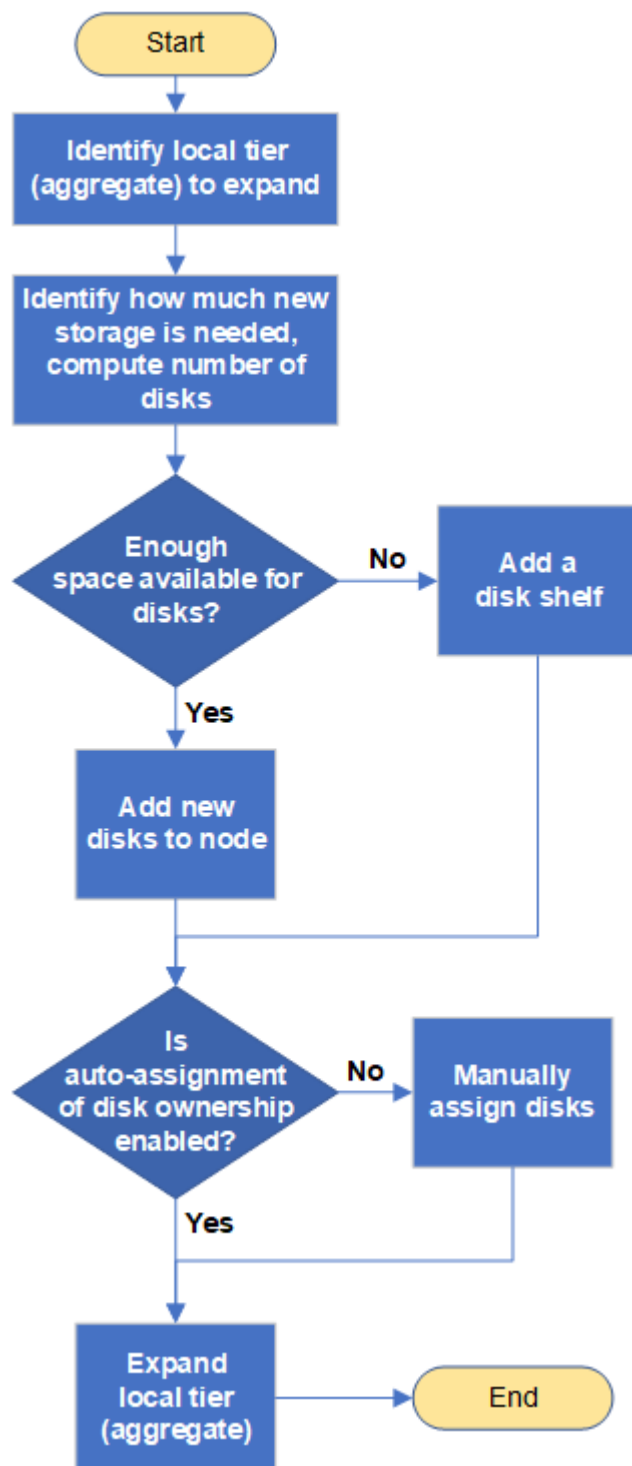 Start
Identify local tier
(aggregate) to expand
Identify how much new
storage is needed,
compute number of
disks
Enough
space available for
disks?
No
Add a
disk shelf
Yes
Add new
disks to node
Is
auto-assignment
of disk ownership
enabled?
No
Manually
assign disks
Yes
Expand
local tier
(aggregate)
End